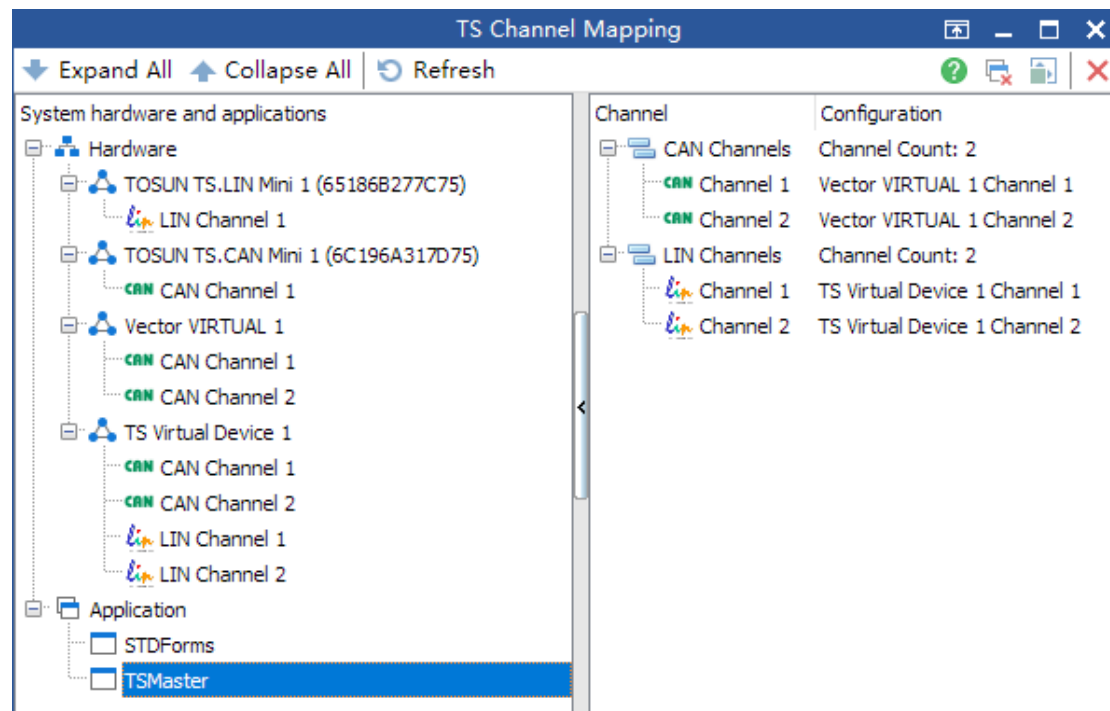 TS Channel Mapping
Expand All Collapse All Refresh
System hardware and applications
Hardware
TOSUN TS.LIN Mini 1 (65186B277C75)
lin LIN Channel 1
TOSUN TS.CAN Mini 1 (6C196A317D75)
CAN CAN Channel 1
Vector VIRTUAL 1
CAN CAN Channel 1
CAN CAN Channel 2
TS Virtual Device 1
CAN CAN Channel 1
CAN CAN Channel 2
lin LIN Channel 1
lin LIN Channel 2
Application
STDForms
TSMaster
Channel Configuration
CAN Channels Channel Count: 2
CAN Channel 1 Vector VIRTUAL 1 Channel 1
CAN Channel 2 Vector VIRTUAL 1 Channel 2
LIN Channels Channel Count: 2
lin Channel 1 TS Virtual Device 1 Channel 1
lin Channel 2 TS Virtual Device 1 Channel 2